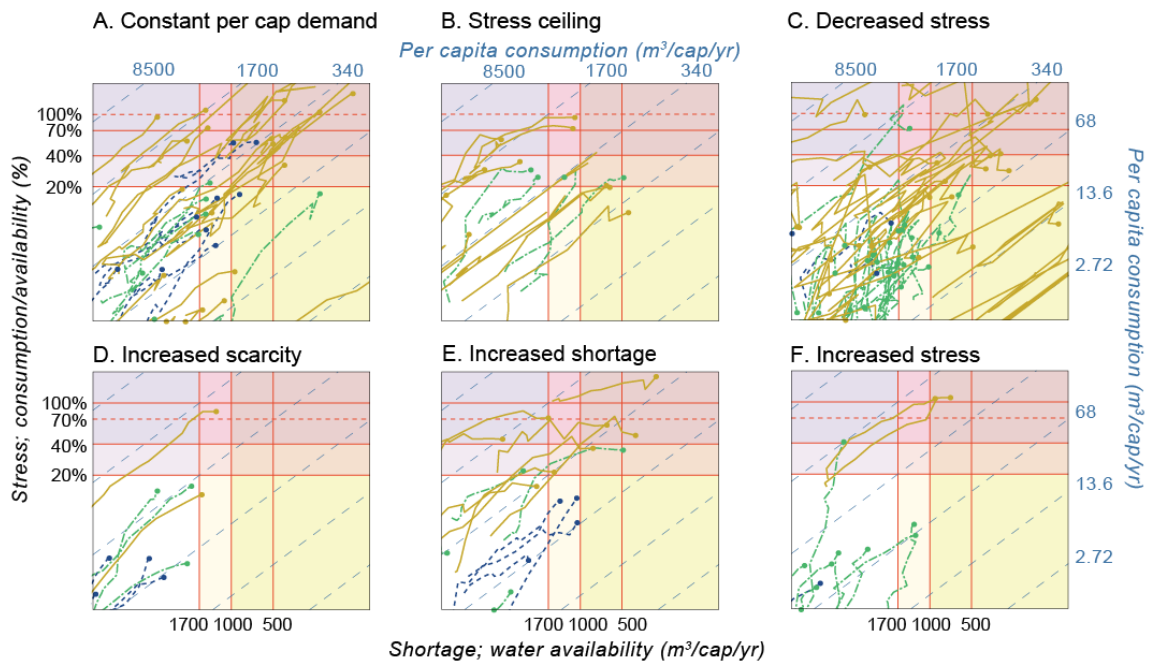 A. Constant per cap demand
B. Stress ceiling
C. Decreased stress
Per capita consumption (m³/cap/yr)
8500 1700 340
8500 1700 340
8500 1700 340
100%
70%
40%
20%
68
13.6
2.72
D. Increased scarcity
E. Increased shortage
F. Increased stress
100%
70%
40%
20%
68
13.6
2.72
Stress; consumption/availability (%)
Per capita consumption (m³/cap/yr)
1700 1000 500
1700 1000 500
1700 1000 500
Shortage; water availability (m³/cap/yr)